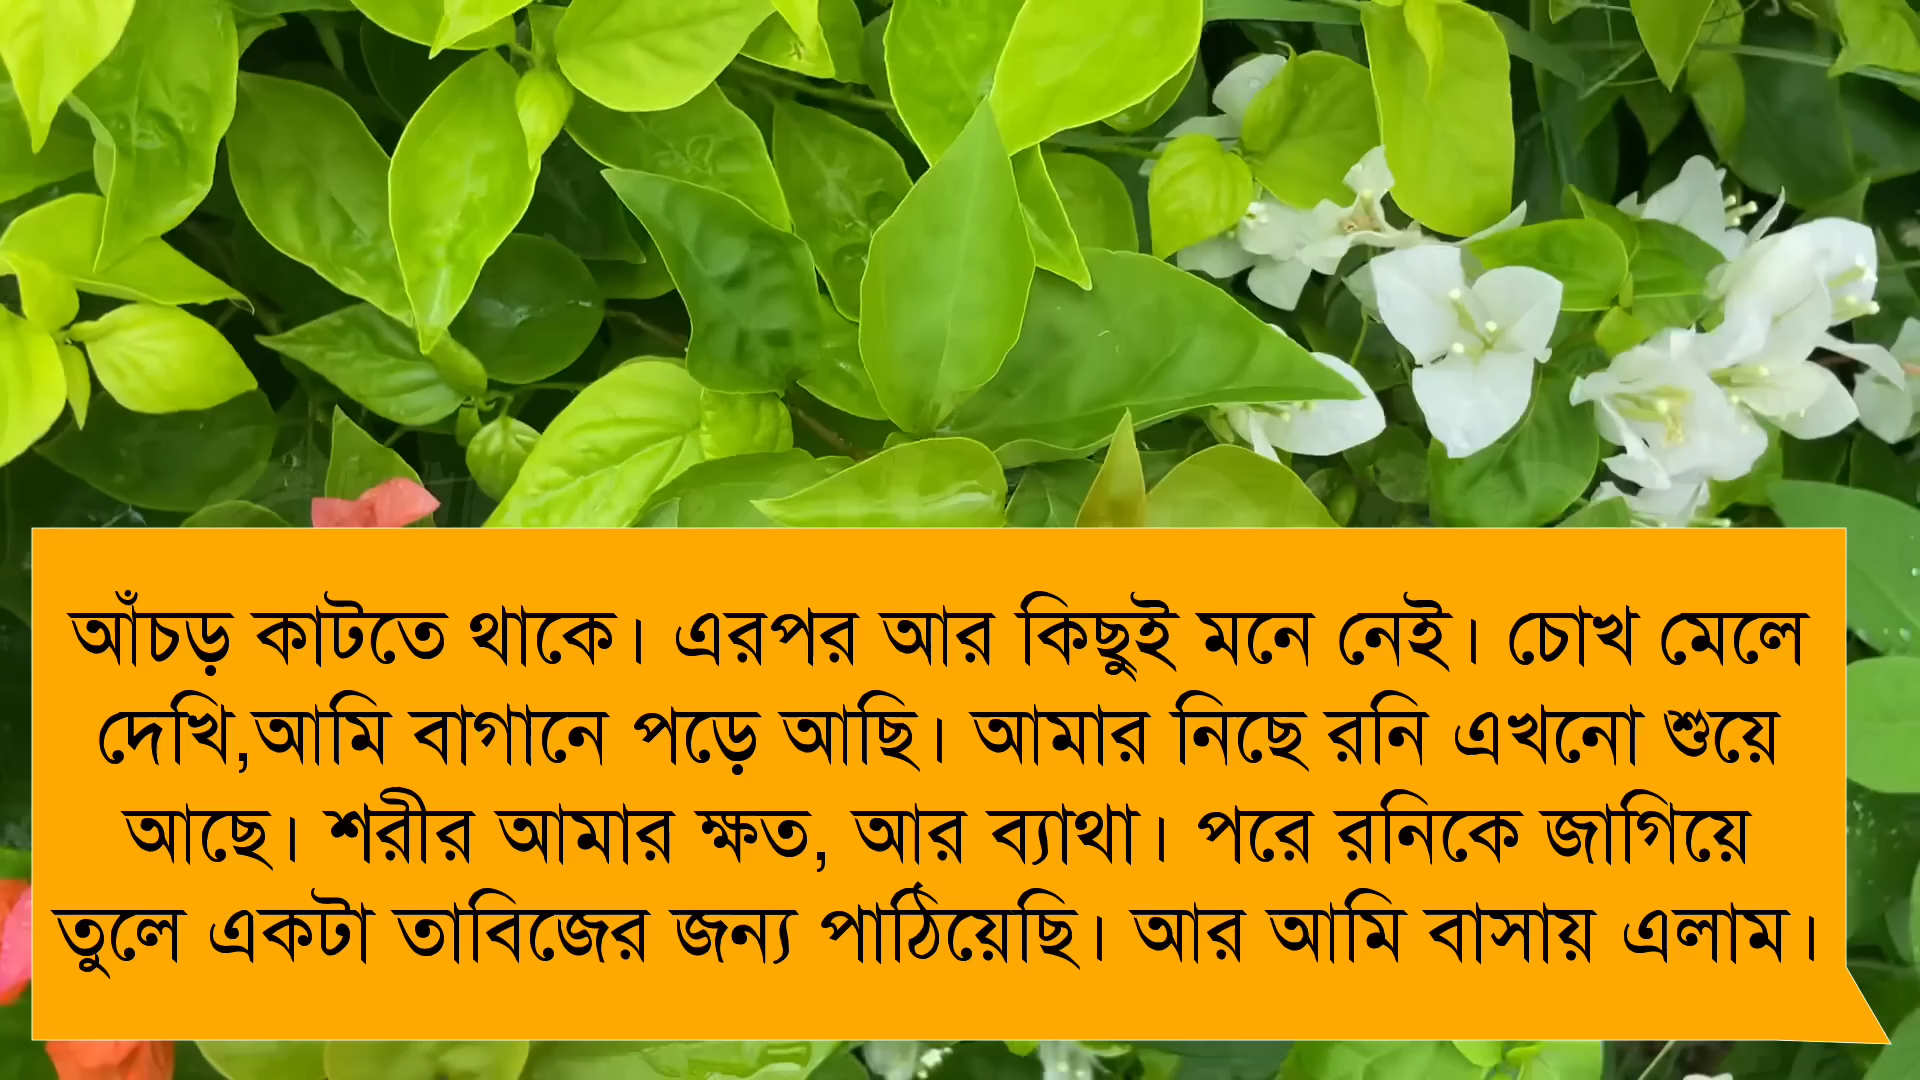 আঁচড় কাটতে থাকে। এরপর আর কিছুই মনে নেই। চোখ মেলে
দেখি,আমি বাগানে পড়ে আছি। আমার নিছে রনি এখনো শুয়ে
আছে। শরীর আমার ক্ষত, আর ব্যাথা। পরে রনিকে জাগিয়ে
তুলে একটা তাবিজের জন্য পাঠিয়েছি। আর আমি বাসায় এলাম।